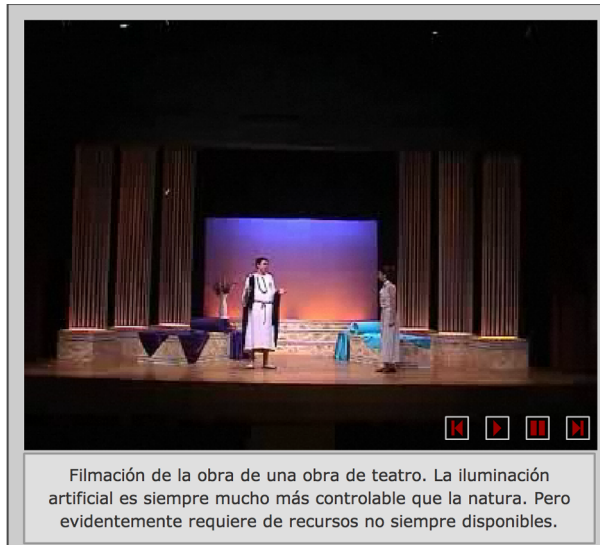 Filmación de la obra de una obra de teatro. La iluminación
artificial es siempre mucho más controlable que la natura. Pero
evidentemente requiere de recursos no siempre disponibles.